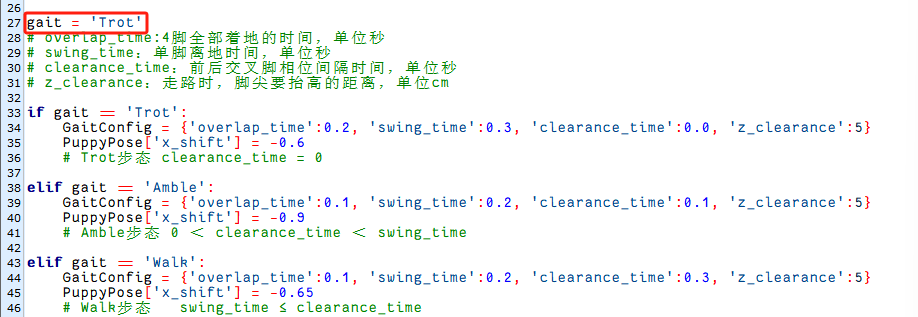 26
27 gait = 'Trot'
28 # overlap_time:4脚全部着地的时间，单位秒
29 # swing_time：单脚离地时间，单位秒
30 # clearance_time：前后交叉脚相位间隔时间，单位秒
31 # z_clearance：走路时，脚尖要抬高的距离，单位cm
32
33 if gait == 'Trot':
34     GaitConfig = {'overlap_time':0.2, 'swing_time':0.3, 'clearance_time':0.0, 'z_clearance':5}
35     PuppyPose['x_shift'] = -0.6
36     # Trot步态 clearance_time = 0
37
38 elif gait == 'Amble':
39     GaitConfig = {'overlap_time':0.1, 'swing_time':0.2, 'clearance_time':0.1, 'z_clearance':5}
40     PuppyPose['x_shift'] = -0.9
41     # Amble步态 0 ＜ clearance_time ＜ swing_time
42
43 elif gait == 'Walk':
44     GaitConfig = {'overlap_time':0.1, 'swing_time':0.2, 'clearance_time':0.3, 'z_clearance':5}
45     PuppyPose['x_shift'] = -0.65
46     # Walk步态   swing_time ≤ clearance_time